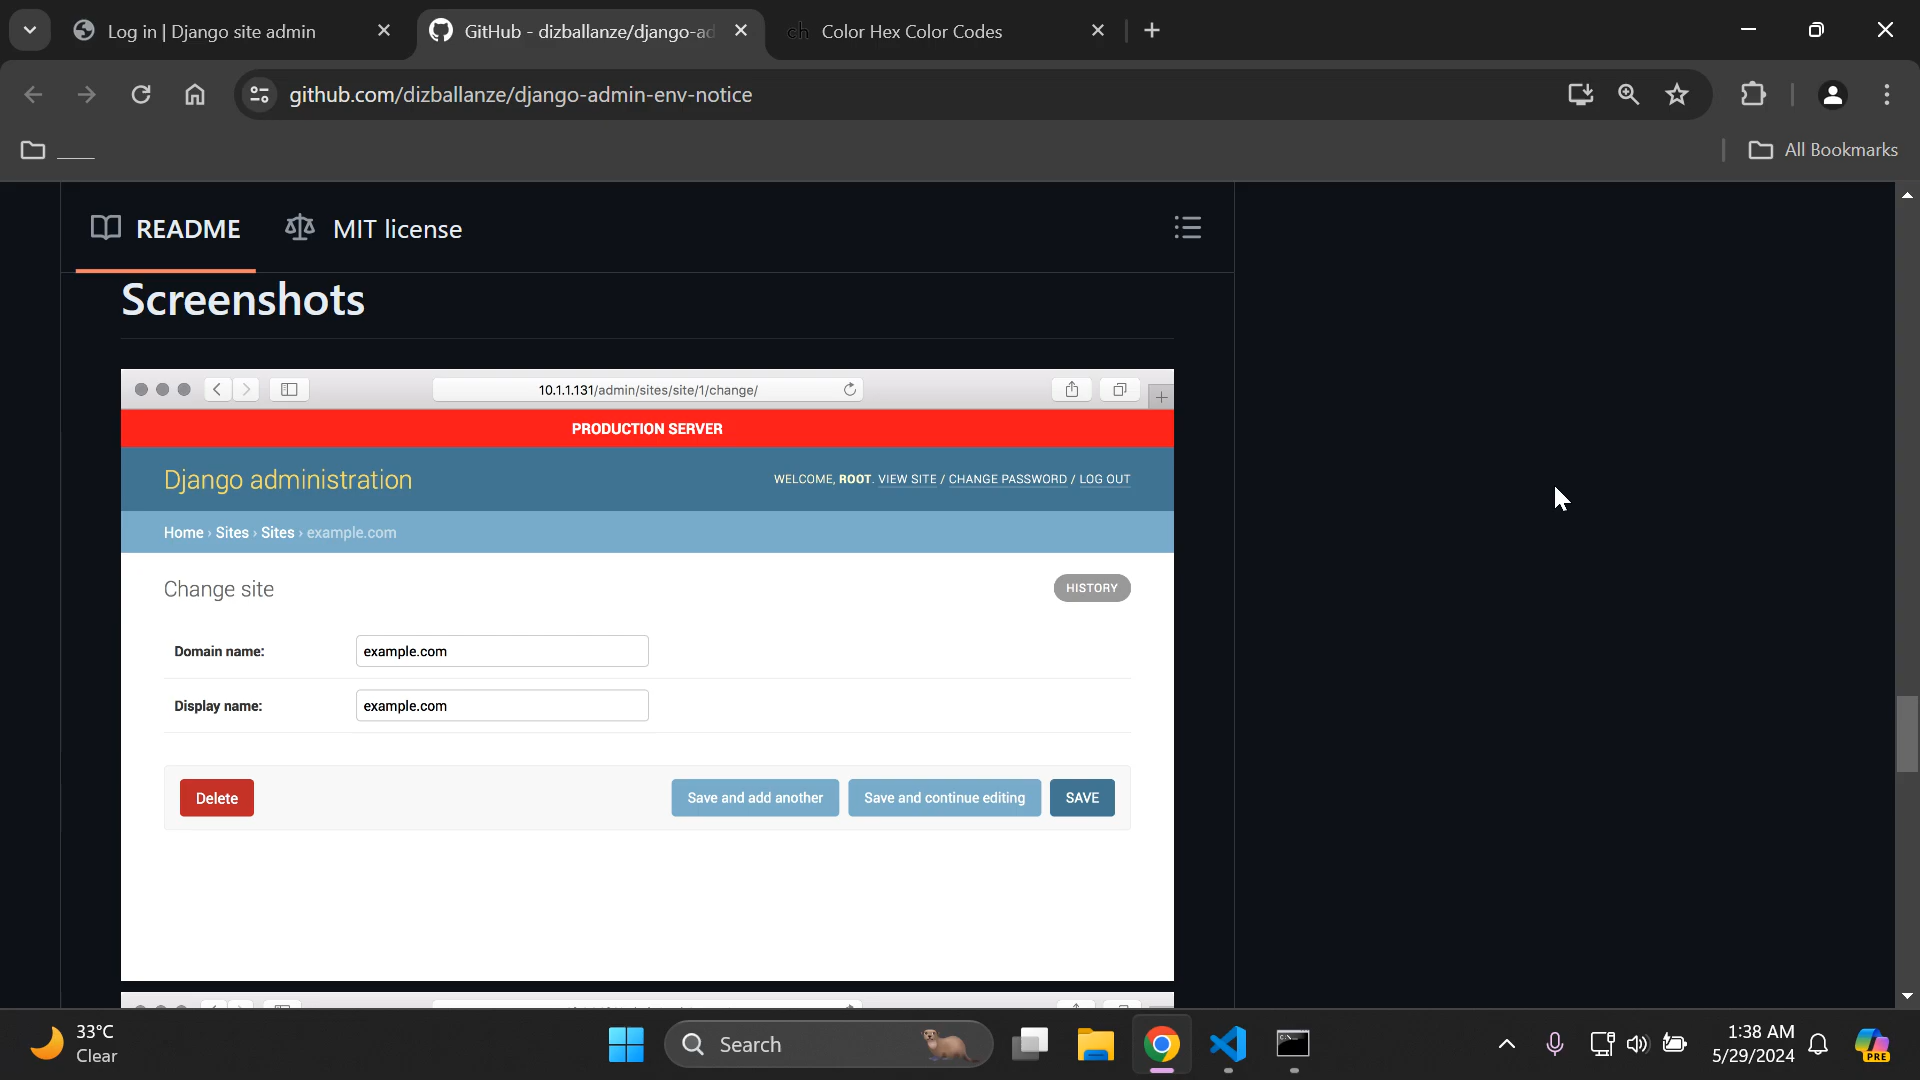 Log in | Django site admin
GitHub - dizballanze/django-ad
ch Color Hex Color Codes
github.com/dizballanze/django-admin-env-notice
All Bookmarks
README
MIT license
Screenshots
10.1.1.131/admin/sites/site/1/change/
PRODUCTION SERVER
Django administration
WELCOME, ROOT. VIEW SITE / CHANGE PASSWORD / LOG OUT
Home › Sites › Sites › example.com
Change site
HISTORY
Domain name:
example.com
Display name:
example.com
Delete
Save and add another
Save and continue editing
SAVE
33°C
Clear
Search
1:38 AM
5/29/2024
PRE